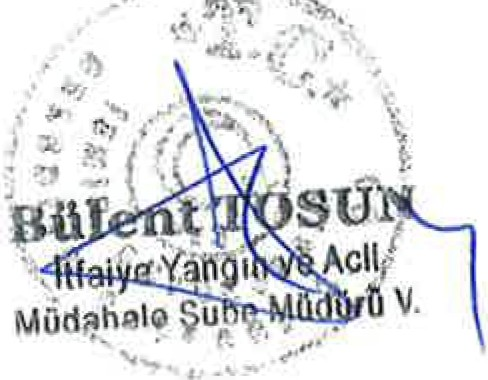 T.C.
Bülent TOSUN
İtfaiye Yangın ve Acil
Müdahale Şube Müdürü V.